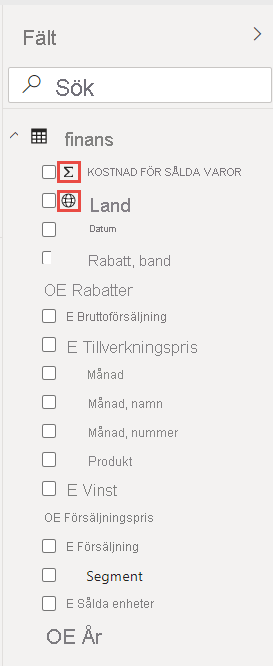 Fält
Sök
finans
Σ KOSTNAD FÖR SÅLDA VAROR
Land
Datum
Rabatt, band
OE Rabatter
E Bruttoförsäljning
E Tillverkningspris
Månad
Månad, namn
Månad, nummer
Produkt
E Vinst
OE Försäljningspris
E Försäljning
Segment
E Sålda enheter
OE År